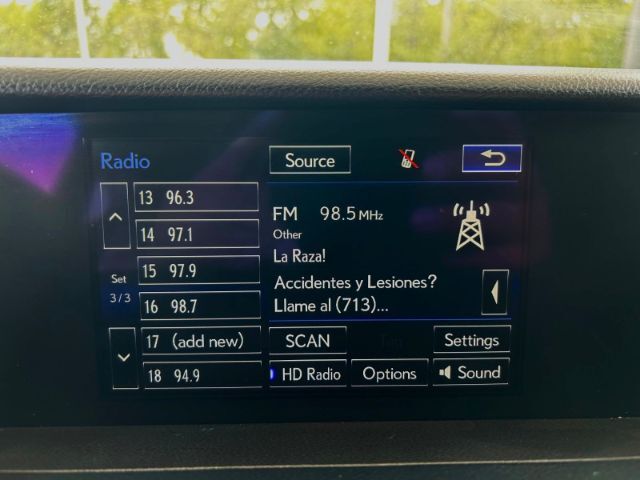 Radio
Source
13 96.3
14 97.1
15 97.9
16 98.7
17 (add new)
18 94.9
Set
3/3
FM 98.5 MHz
Other
La Raza!
Accidentes y Lesiones?
Llame al (713)...
SCAN
Tag
Settings
HD Radio
Options
Sound